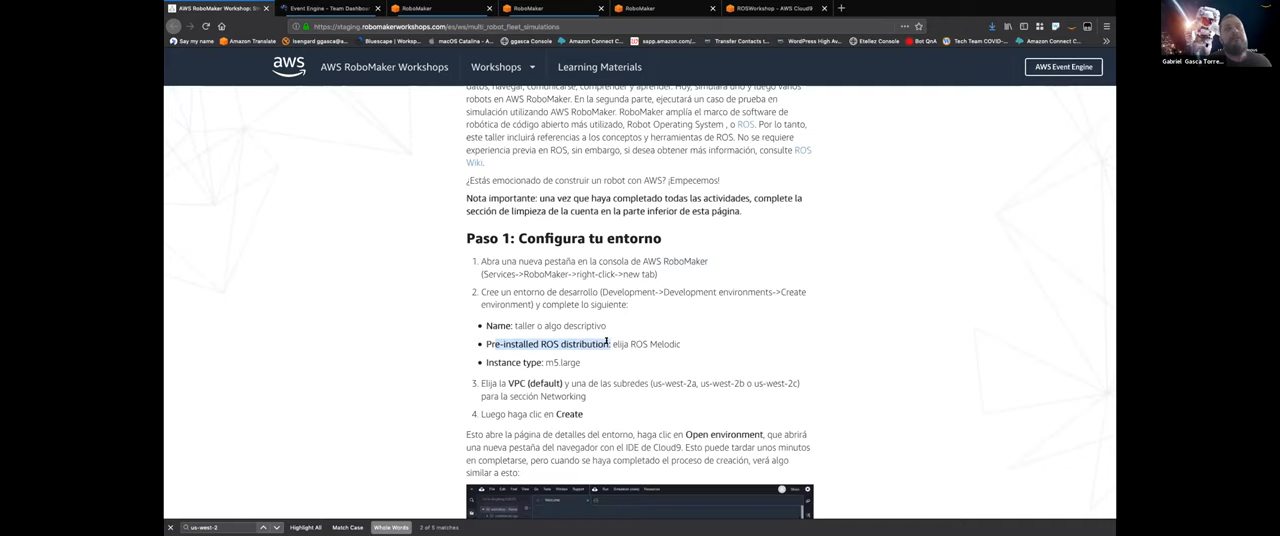 AWS RoboMaker Workshops: St
Event Engine - Team Dashboard
RoboMaker
RoboMaker
RoboMaker
ROSWorkshop - AWS Cloud9
https://staging.robomakerworkshops.com/es/ws/multi_robot_fleet_simulations
Say my name
Amazon Translate
Isengard ggasca
Bluescape | Worksp...
macOS Catalina - A...
ggasca Console
Amazon Connect C...
sapp.amazon.com/...
Transfer Contacts t...
WordPress High Av...
Etellez Console
Bot QnA
Tech Team COVID-...
Amazon Connect C...
Gabriel Gasca Torre...
aws
AWS RoboMaker Workshops
Workshops
Learning Materials
AWS Event Engine
datos, navegar, comunicarse, comprender y aprender. Hoy, simulará uno y luego varios
robots en AWS RoboMaker. En la segunda parte, ejecutará un caso de prueba en
simulación utilizando AWS RoboMaker. RoboMaker amplía el marco de software de
robótica de código abierto más utilizado, Robot Operating System , o ROS. Por lo tanto,
este taller incluirá referencias a los conceptos y herramientas de ROS. No se requiere
experiencia previa en ROS, sin embargo, si desea obtener más información, consulte ROS
Wiki.
¿Estás emocionado de construir un robot con AWS? ¡Empecemos!
Nota importante: una vez que haya completado todas las actividades, complete la
sección de limpieza de la cuenta en la parte inferior de esta página.
Paso 1: Configura tu entorno
1. Abra una nueva pestaña en la consola de AWS RoboMaker
(Services->RoboMaker->right-click->new tab)
2. Cree un entorno de desarrollo (Development->Development environments->Create
environment) y complete lo siguiente:
• Name: taller o algo descriptivo
• Pre-installed ROS distribution: elija ROS Melodic
• Instance type: m5.large
3. Elija la VPC (default) y una de las subredes (us-west-2a, us-west-2b o us-west-2c)
para la sección Networking
4. Luego haga clic en Create
Esto abre la página de detalles del entorno, haga clic en Open environment, que abrirá
una nueva pestaña del navegador con el IDE de Cloud9. Esto puede tardar unos minutos
en completarse, pero cuando se haya completado el proceso de creación, verá algo
similar a esto:
us-west-2
Highlight All
Match Case
Whole Words
2 of 5 matches